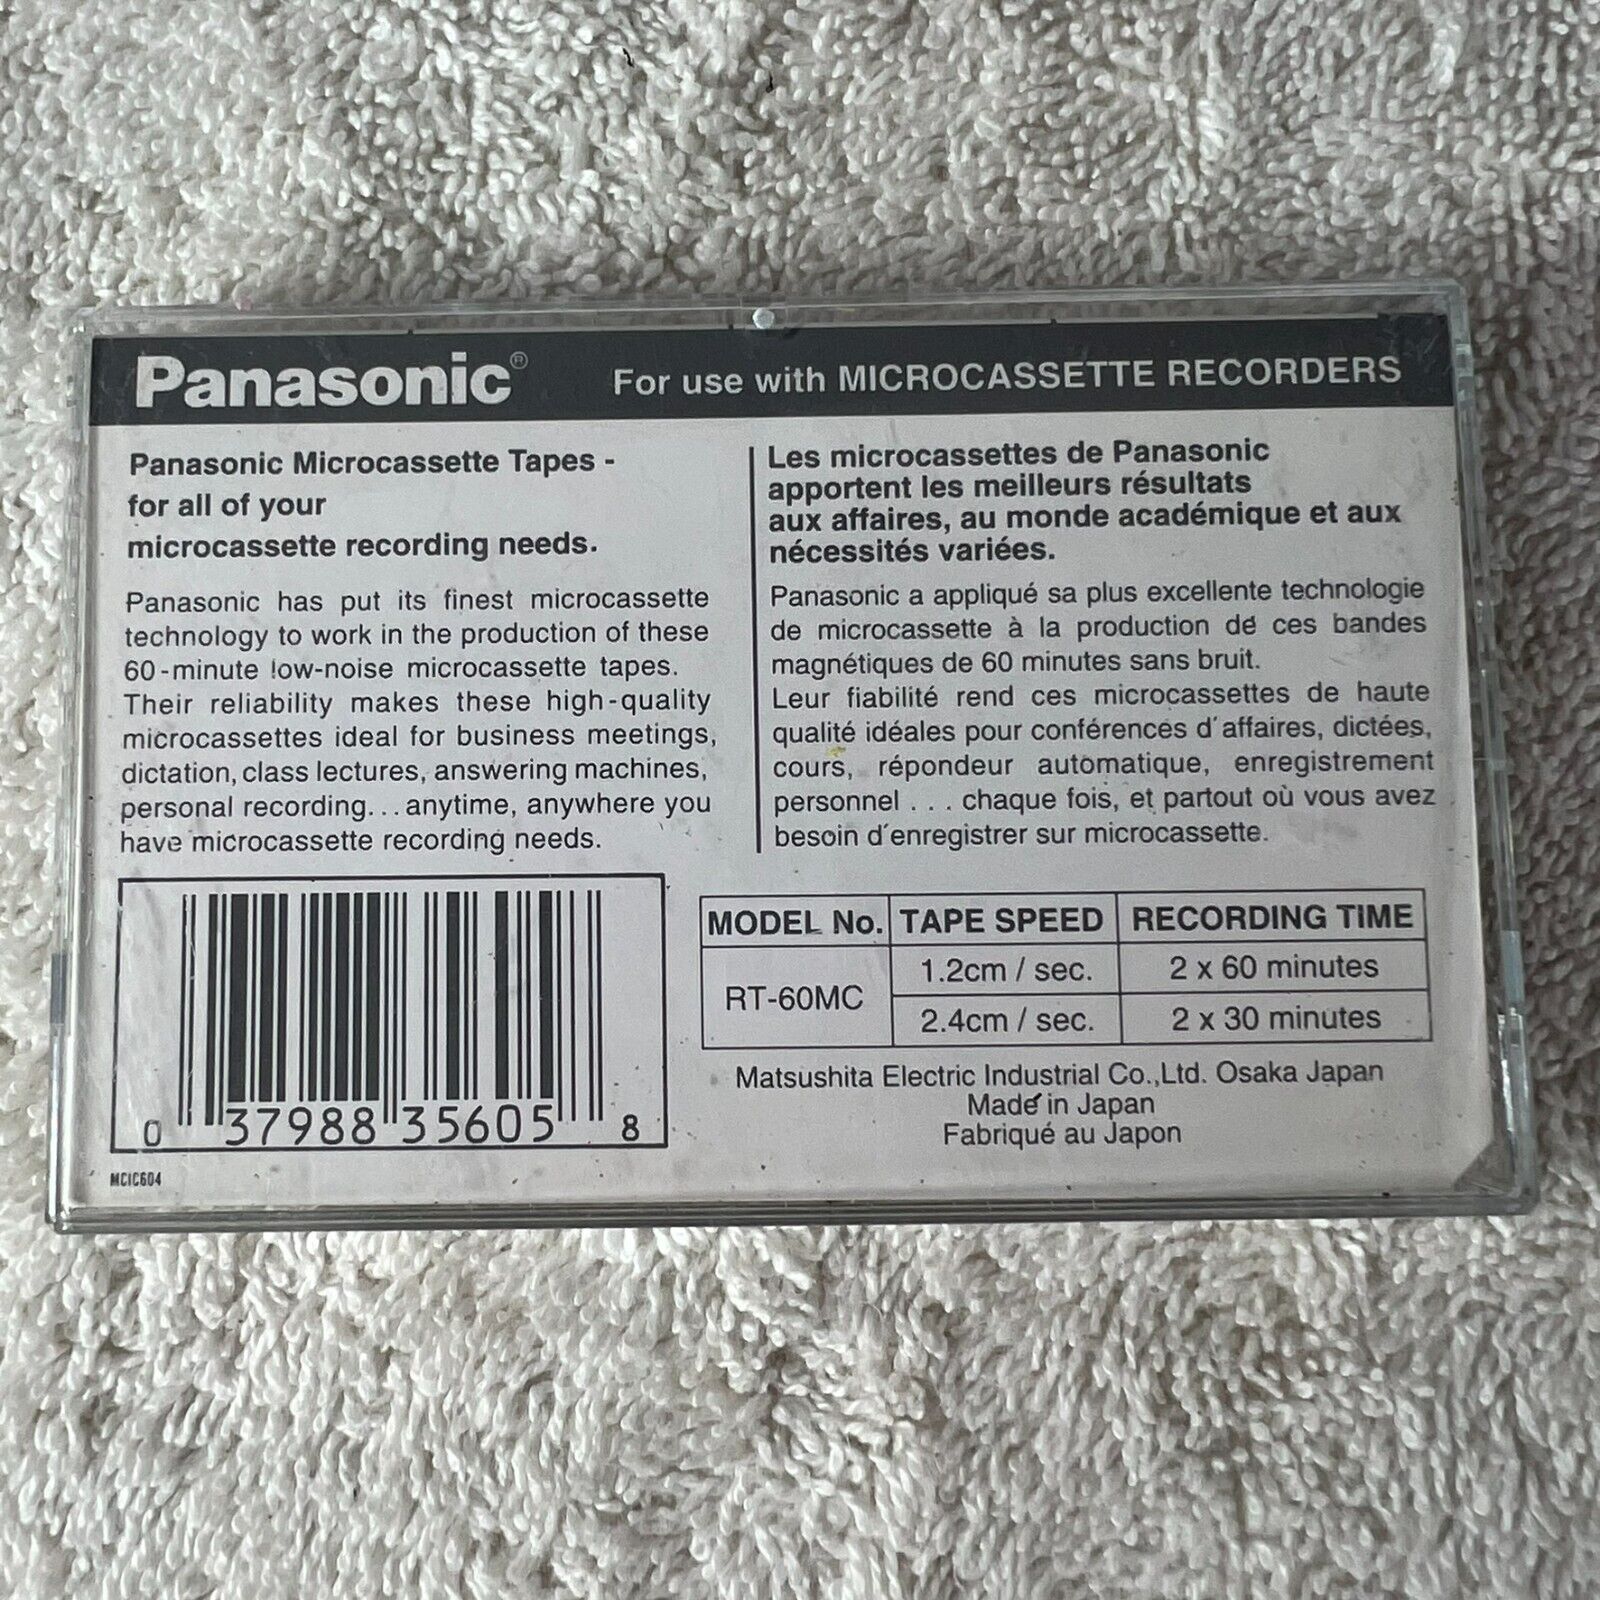 Panasonic® For use with MICROCASSETTE RECORDERS
Panasonic Microcassette Tapes -
for all of your
microcassette recording needs.
Panasonic has put its finest microcassette
technology to work in the production of these
60-minute low-noise microcassette tapes.
Their reliability makes these high-quality
microcassettes ideal for business meetings,
dictation, class lectures, answering machines,
personal recording...anytime, anywhere you
have microcassette recording needs.
Les microcassettes de Panasonic
apportent les meilleurs résultats
aux affaires, au monde académique et aux
nécessités variées.
Panasonic a appliqué sa plus excellente technologie
de microcassette à la production de ces bandes
magnétiques de 60 minutes sans bruit.
Leur fiabilité rend ces microcassettes de haute
qualité idéales pour conférences d'affaires, dictées,
cours, répondeur automatique, enregistrement
personnel . . . chaque fois, et partout où vous avez
besoin d'enregistrer sur microcassette.
0 37988 35605 8
MCIC604
MODEL No. TAPE SPEED RECORDING TIME
RT-60MC
1.2cm / sec. 2 x 60 minutes
2.4cm / sec. 2 x 30 minutes
Matsushita Electric Industrial Co.,Ltd. Osaka Japan
Made in Japan
Fabriqué au Japon